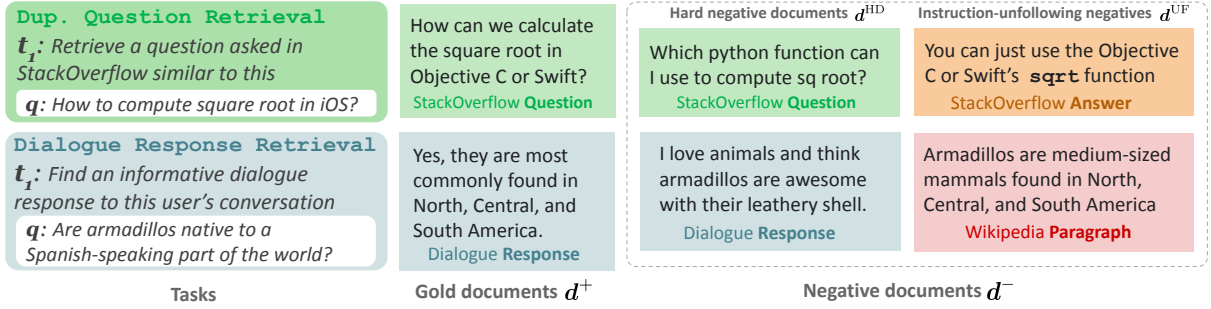 Dup. Question Retrieval
t1: Retrieve a question asked in
StackOverflow similar to this
q: How to compute square root in iOS?
How can we calculate
the square root in
Objective C or Swift?
StackOverflow Question
Hard negative documents d^HD
Which python function can
I use to compute sq root?
StackOverflow Question
Instruction-unfollowing negatives d^UF
You can just use the Objective
C or Swift's sqrt function
StackOverflow Answer
Dialogue Response Retrieval
t1: Find an informative dialogue
response to this user's conversation
q: Are armadillos native to a
Spanish-speaking part of the world?
Yes, they are most
commonly found in
North, Central, and
South America.
Dialogue Response
I love animals and think
armadillos are awesome
with their leathery shell.
Dialogue Response
Armadillos are medium-sized
mammals found in North,
Central, and South America
Wikipedia Paragraph
Tasks
Gold documents d+
Negative documents d−